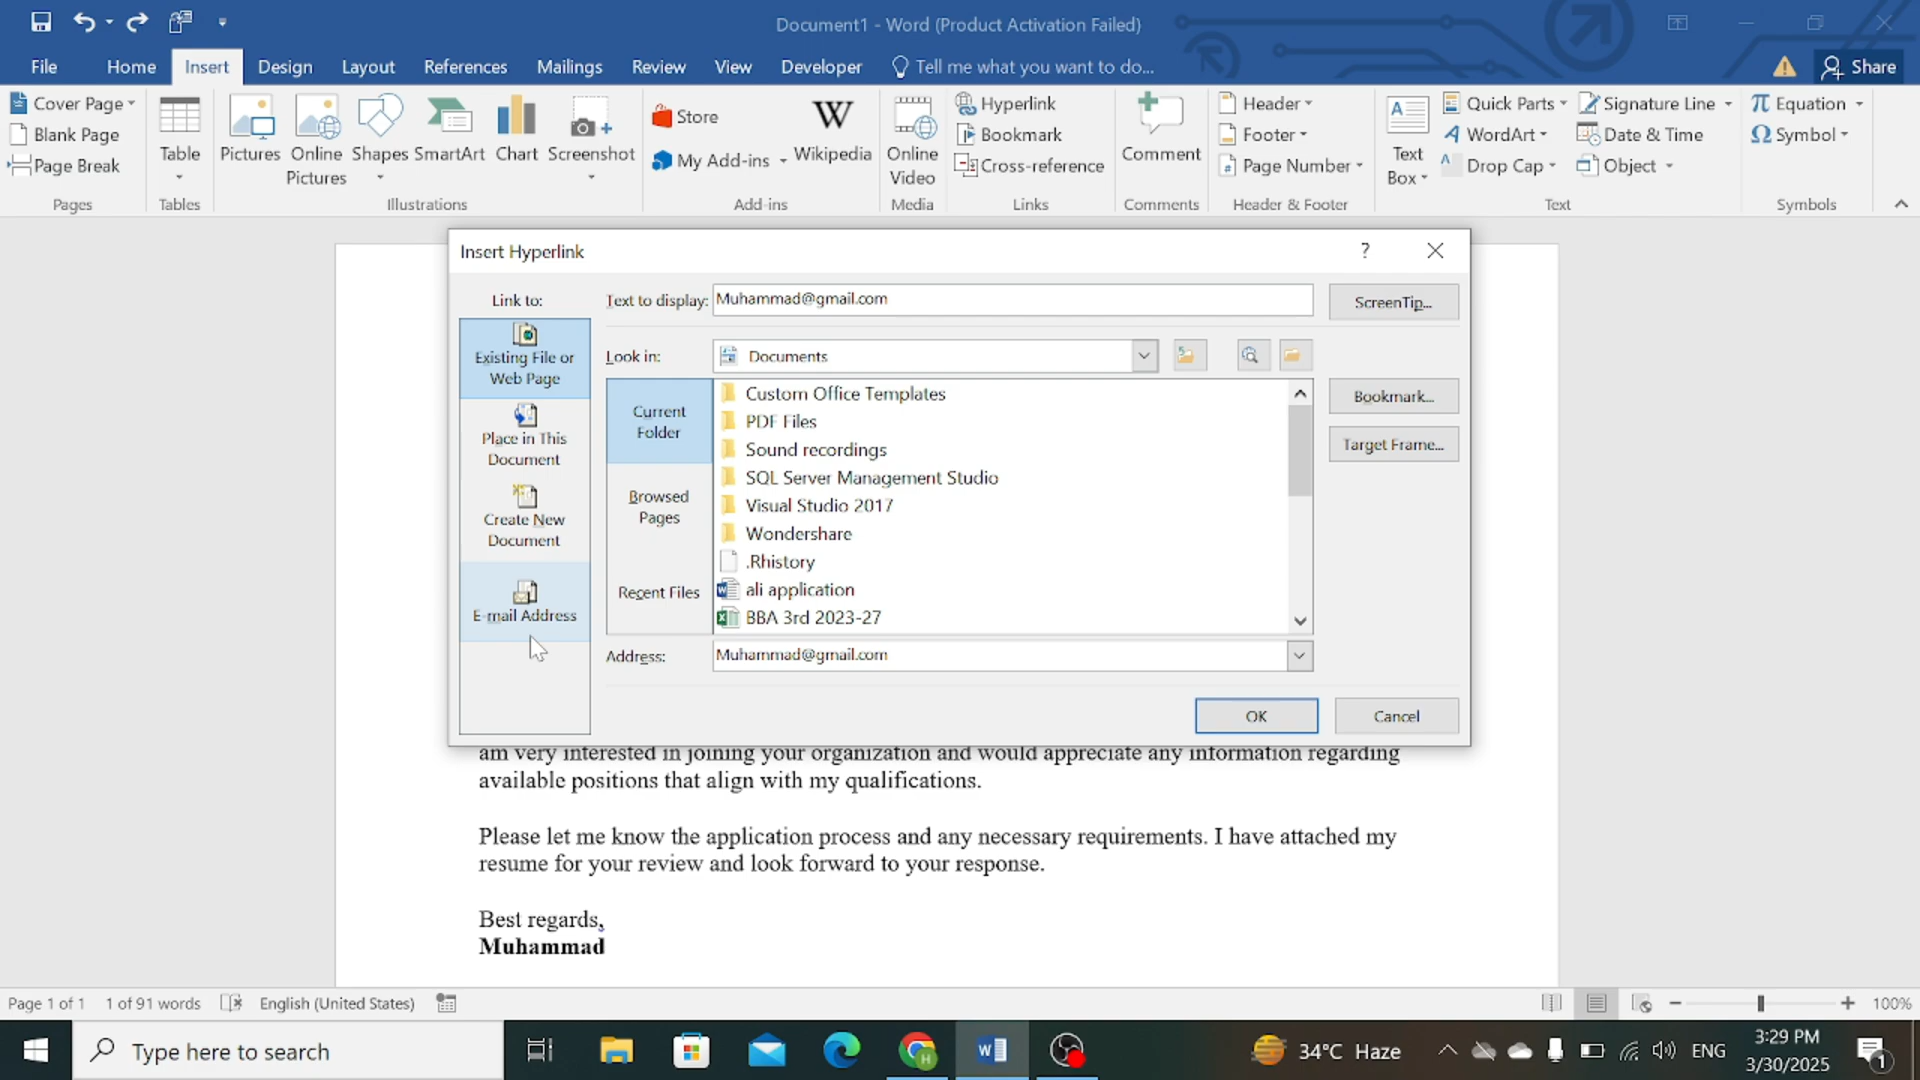 Document1 - Word (Product Activation Failed)
File Home Insert Design Layout References Mailings Review View Developer Tell me what you want to do... Share
Cover Page
Blank Page
Page Break
Pages
Table
Tables
Pictures
Online Pictures
Shapes
SmartArt
Chart
Screenshot
Illustrations
Store
My Add-ins
Wikipedia
Add-ins
Online Video
Media
Hyperlink
Bookmark
Cross-reference
Links
Comment
Comments
Header
Footer
Page Number
Header & Footer
Text Box
Quick Parts
WordArt
Drop Cap
Signature Line
Date & Time
Object
Text
Equation
Symbol
Symbols
Insert Hyperlink
?
Link to:
Text to display: Muhammad@gmail.com
ScreenTip...
Existing File or Web Page
Place in This Document
Create New Document
E-mail Address
Look in: Documents
Current Folder
Browsed Pages
Recent Files
Custom Office Templates
PDF Files
Sound recordings
SQL Server Management Studio
Visual Studio 2017
Wondershare
.Rhistory
ali application
BBA 3rd 2023-27
Bookmark...
Target Frame...
Address: Muhammad@gmail.com
OK
Cancel
am very interested in joining your organization and would appreciate any information regarding
available positions that align with my qualifications.
Please let me know the application process and any necessary requirements. I have attached my
resume for your review and look forward to your response.
Best regards,
Muhammad
Page 1 of 1 1 of 91 words English (United States) 100%
Type here to search
34°C Haze
ENG
3:29 PM
3/30/2025
1